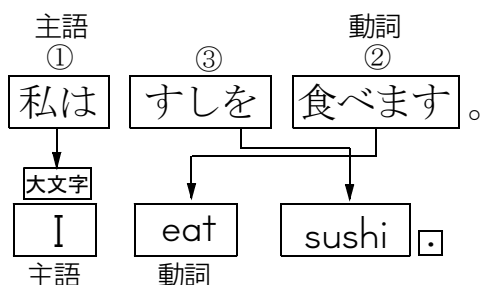 主語 動詞
① ③ ②
私は すしを 食べます 。
大文字
I eat sushi .
主語 動詞